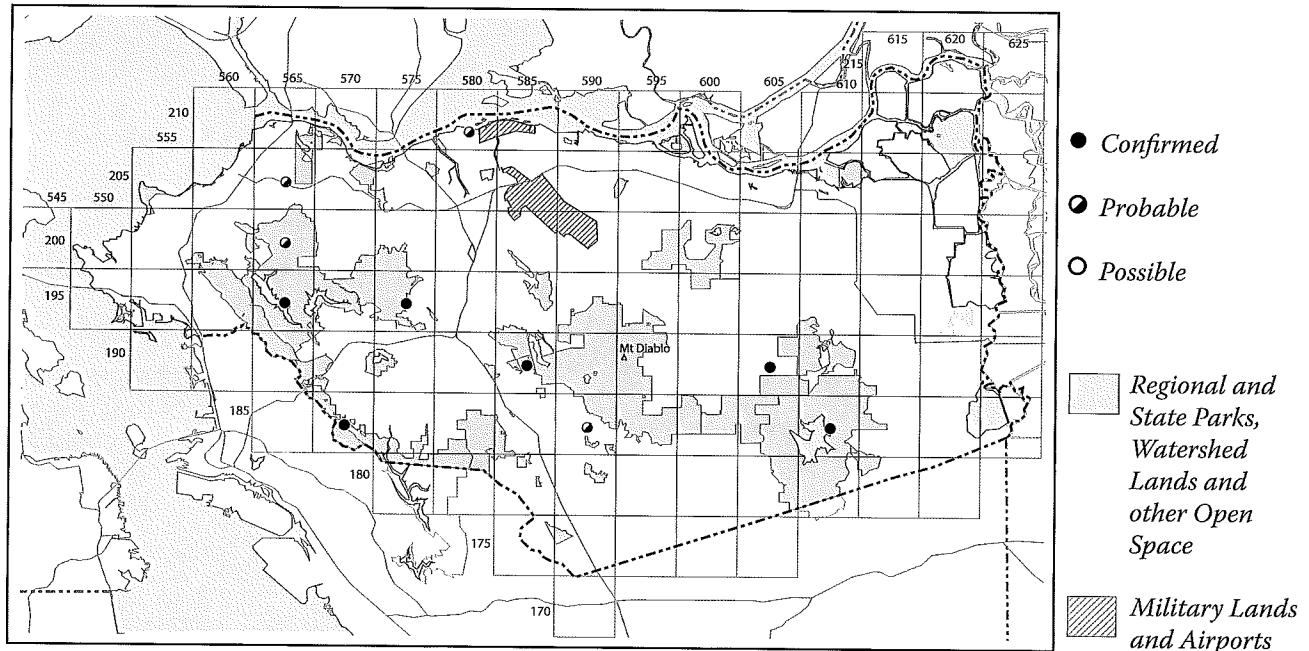 615 620 625
560 565 570 575 580 585 590 595 600 605 215 610
210
555
205
545 550
200
195
190
Mt Diablo
185
180
175
170
Confirmed
Probable
Possible
Regional and
State Parks,
Watershed
Lands and
other Open
Space
Military Lands
and Airports